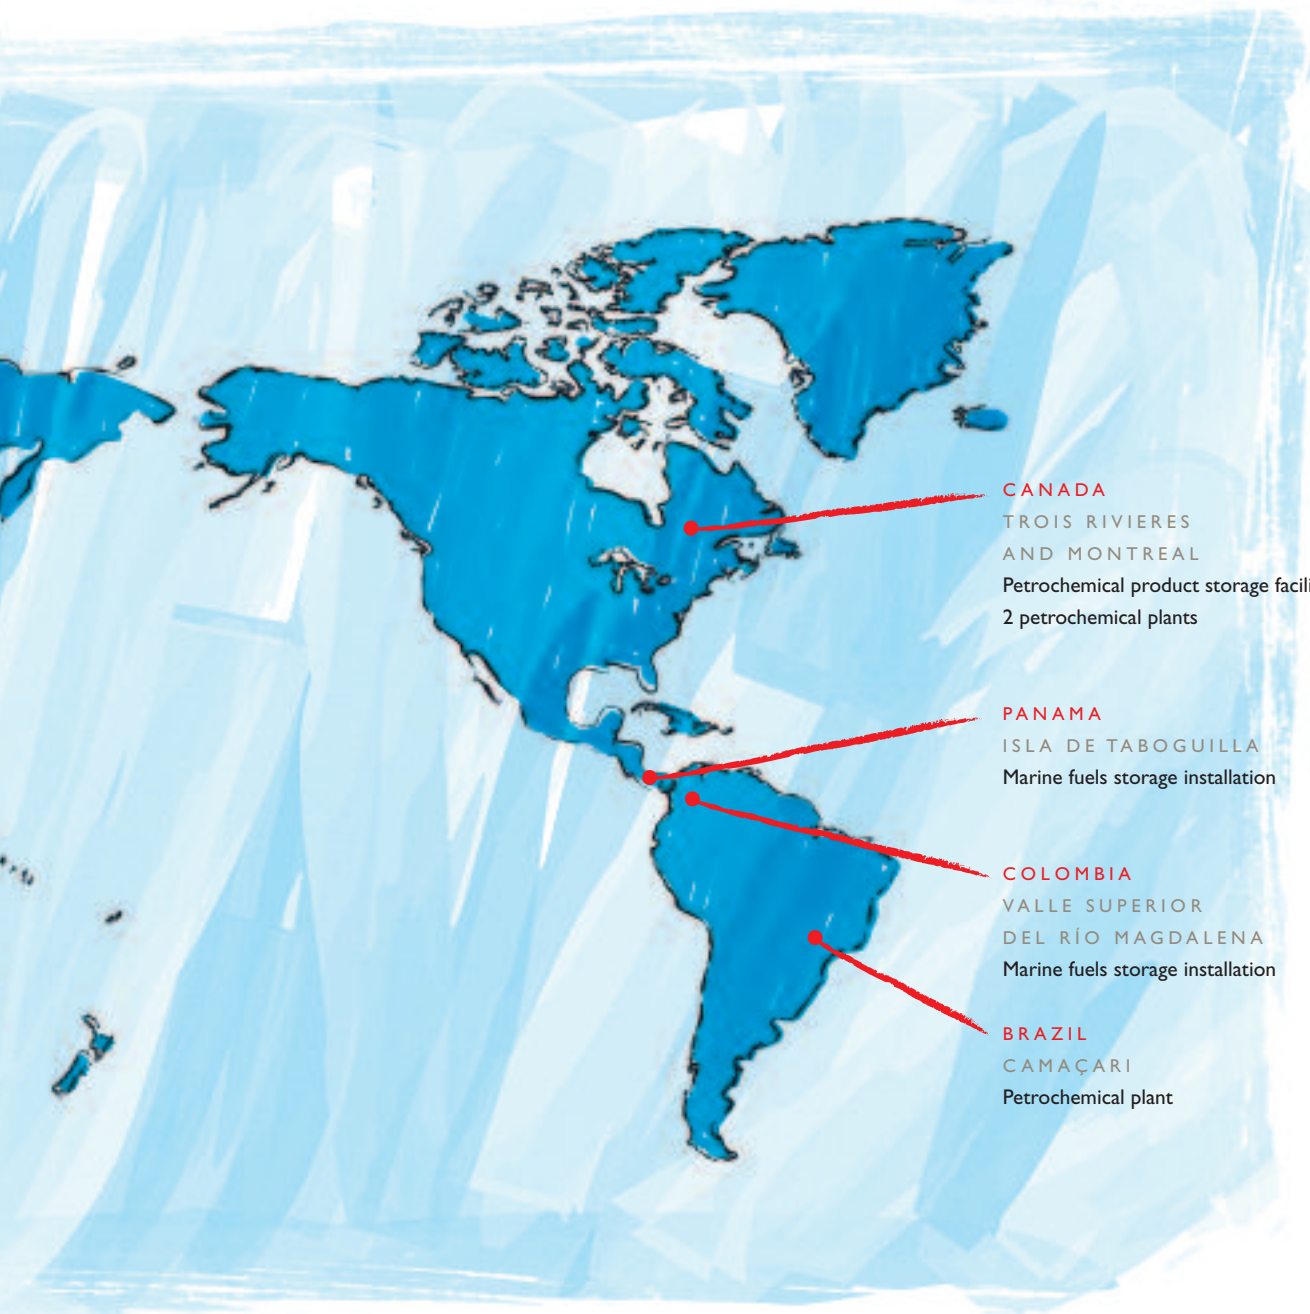 CANADA
TROIS RIVIERES
AND MONTREAL
Petrochemical product storage
2 petrochemical plants
PANAMA
ISLA DE TABOGUILLA
Marine fuels storage installation
COLOMBIA
VALLE SUPERIOR
DEL RÍO MAGDALENA
Marine fuels storage installation
BRAZIL
CAMAÇARI
Petrochemical plant